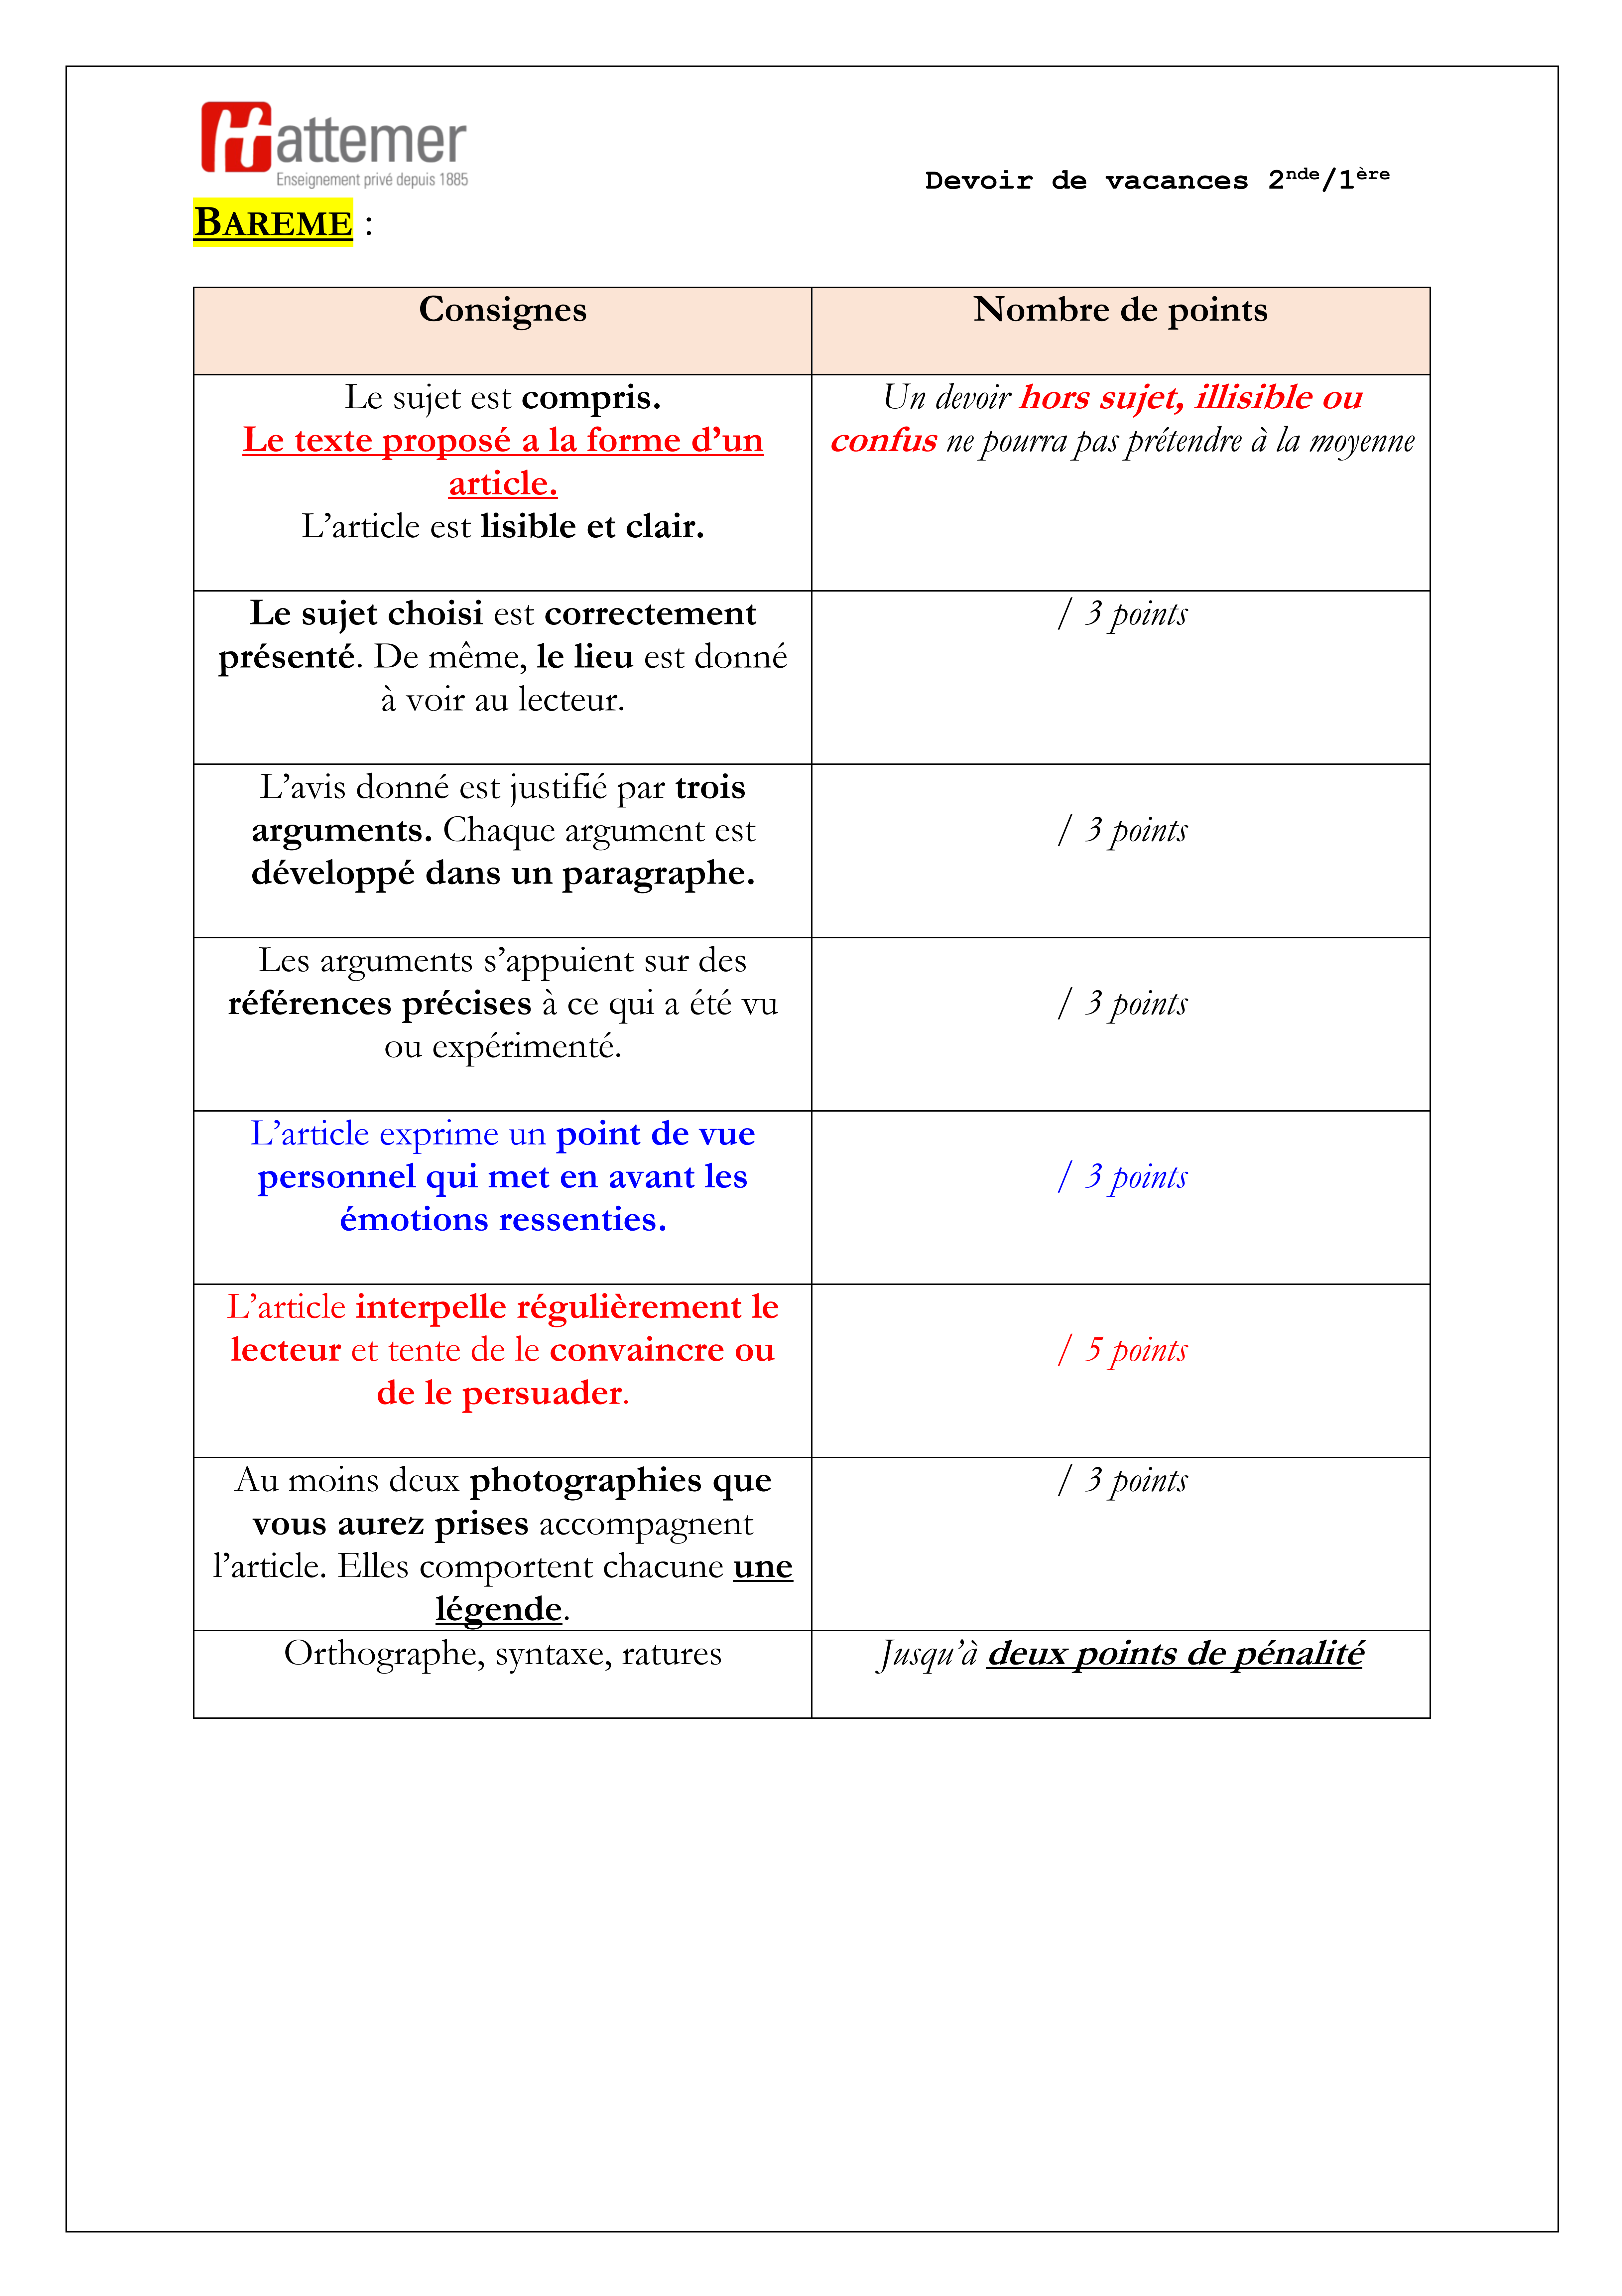 Hattemer
Enseignement privé depuis 1885
Devoir de vacances 2nde/1ère
BAREME :
Consignes
Nombre de points
Le sujet est compris.
Le texte proposé a la forme d’un
article.
L’article est lisible et clair.
Un devoir hors sujet, illisible ou
confus ne pourra pas prétendre à la moyenne
Le sujet choisi est correctement
présenté. De même, le lieu est donné
à voir au lecteur.
/ 3 points
L’avis donné est justifié par trois
arguments. Chaque argument est
développé dans un paragraphe.
/ 3 points
Les arguments s’appuient sur des
références précises à ce qui a été vu
ou expérimenté.
/ 3 points
L’article exprime un point de vue
personnel qui met en avant les
émotions ressenties.
/ 3 points
L’article interpelle régulièrement le
lecteur et tente de le convaincre ou
de le persuader.
/ 5 points
Au moins deux photographies que
vous aurez prises accompagnent
l’article. Elles comportent chacune une
légende.
/ 3 points
Orthographe, syntaxe, ratures
Jusqu’à deux points de pénalité